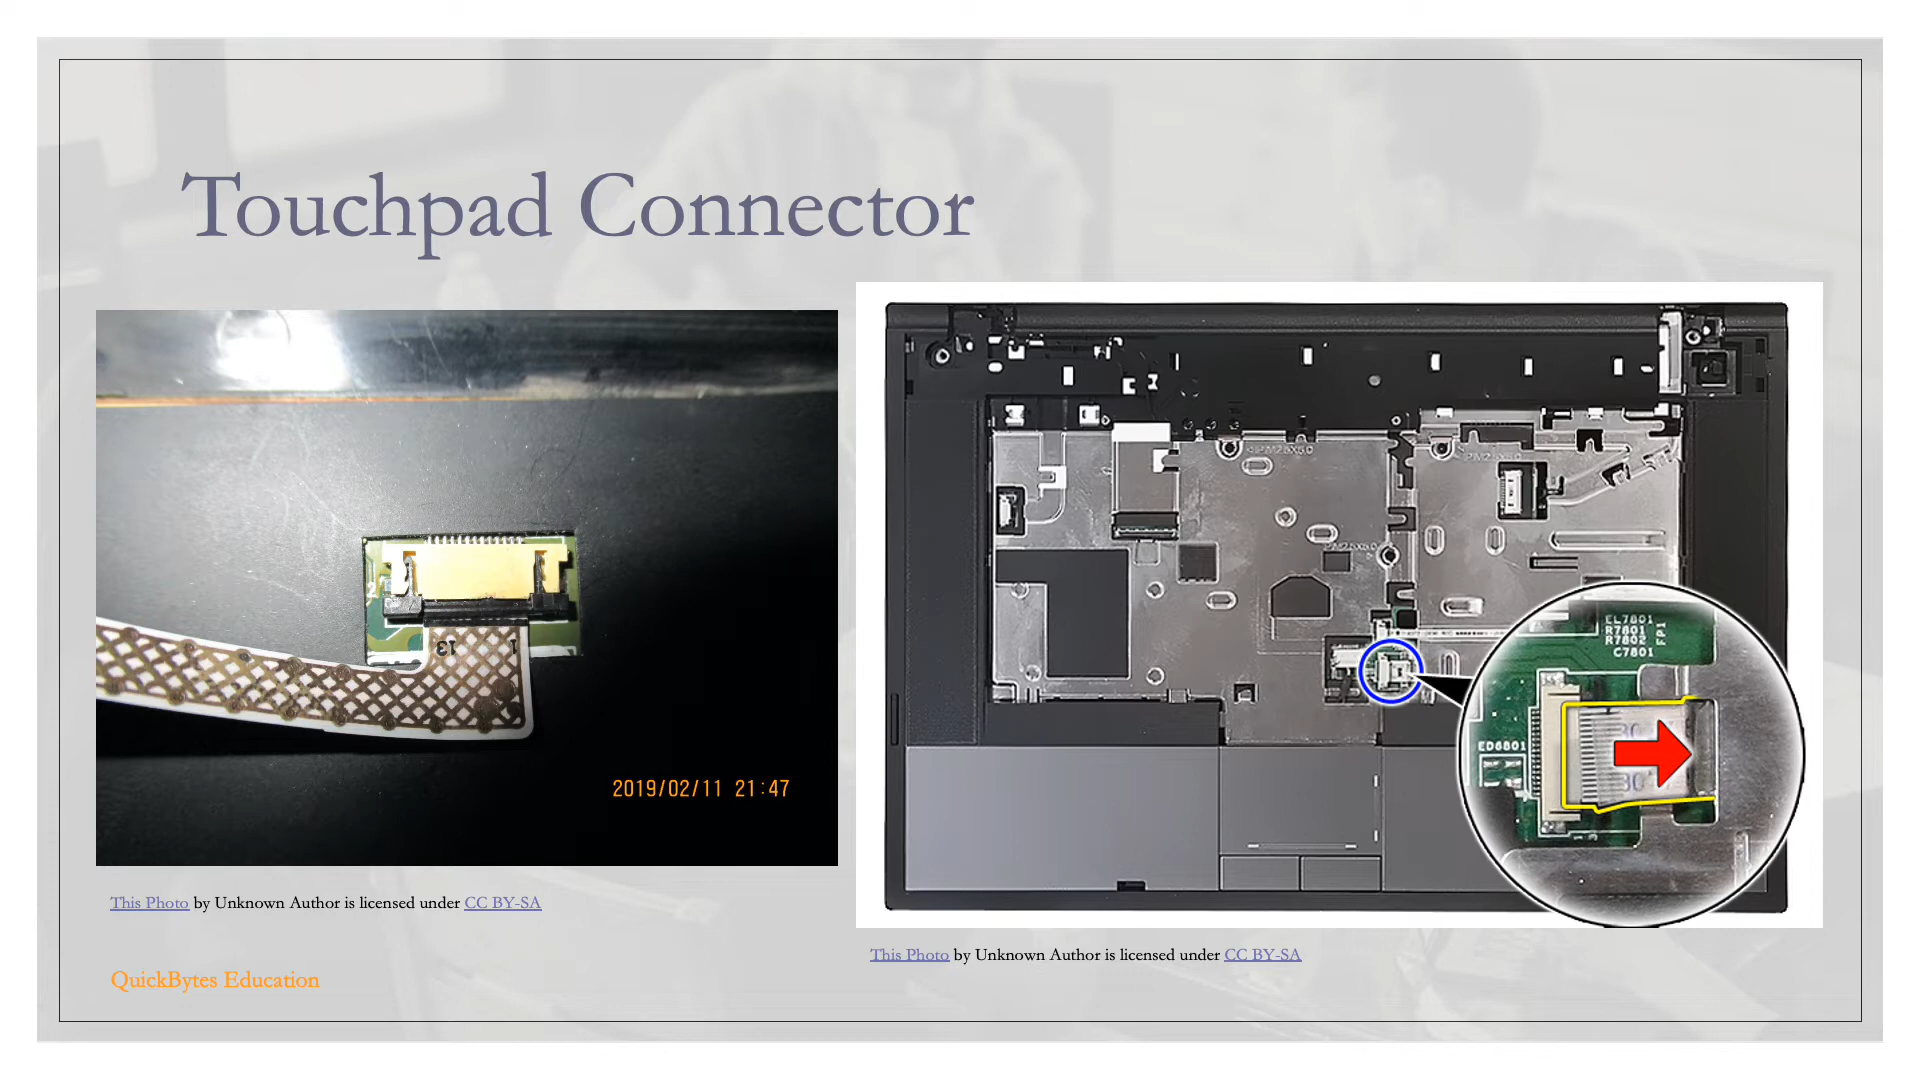 Touchpad Connector
13 1
2019/02/11 21:47
This Photo by Unknown Author is licensed under CC BY-SA
EL7801
R7801
R7802
C7801
FP1
ED6801
This Photo by Unknown Author is licensed under CC BY-SA
QuickBytes Education